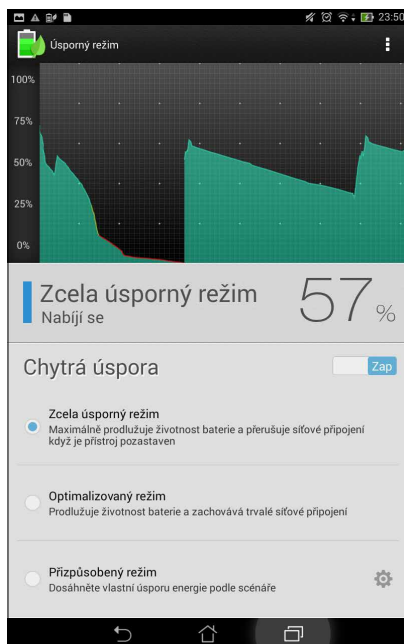 23:50
Úsporný režim
100%
75%
50%
25%
0%
Zcela úsporný režim
Nabíjí se
57%
Chytrá úspora
Zap
Zcela úsporný režim
Maximálně prodlužuje životnost baterie a přerušuje síťové připojení
když je přístroj pozastaven
Optimalizovaný režim
Prodlužuje životnost baterie a zachovává trvalé síťové připojení
Přizpůsobený režim
Dosáhněte vlastní úsporu energie podle scénáře